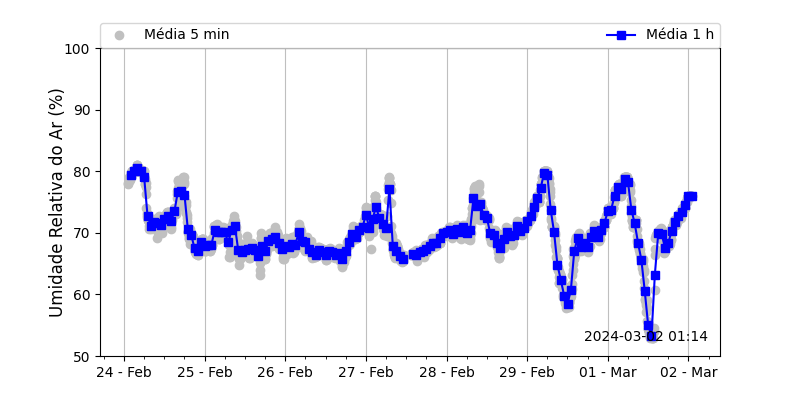 Média 5 min
Média 1 h
Umidade Relativa do Ar (%)
100
90
80
70
60
50
2024-03-02 01:14
24 - Feb
25 - Feb
26 - Feb
27 - Feb
28 - Feb
29 - Feb
01 - Mar
02 - Mar